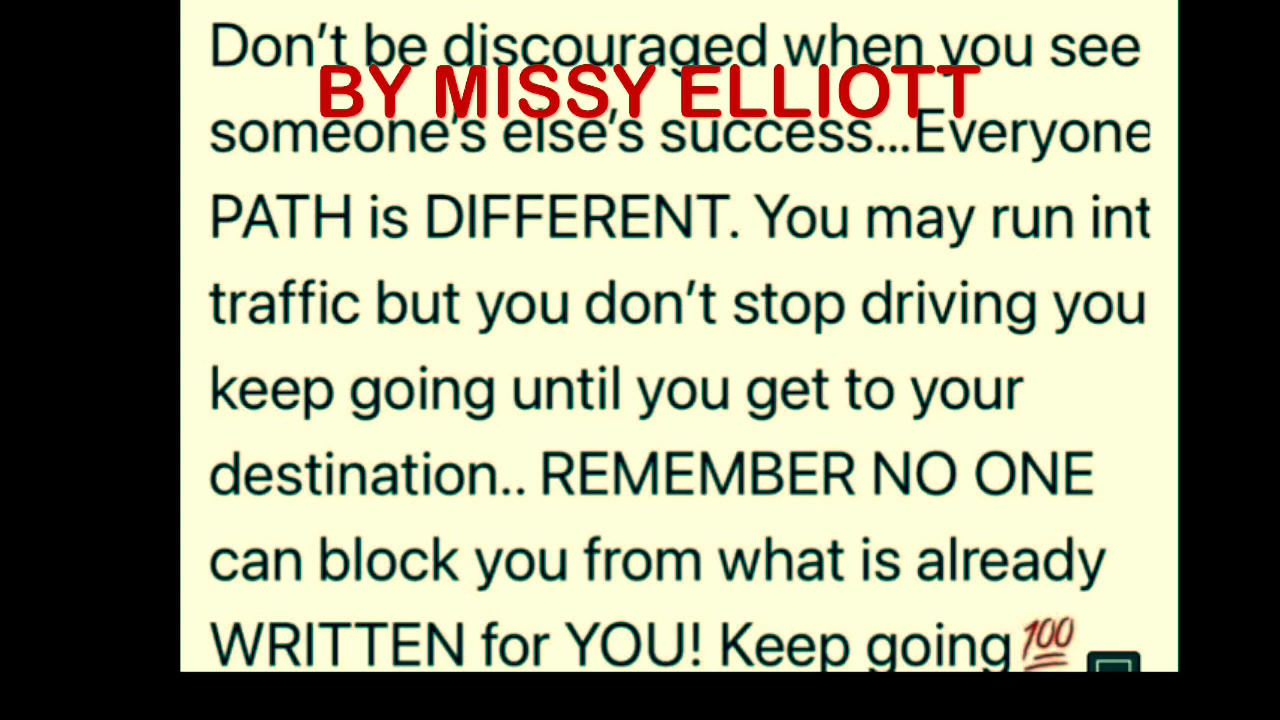 Don’t be discouraged when you see
BY MISSY ELLIOTT
someone’s else’s success...Everyone
PATH is DIFFERENT. You may run int
traffic but you don’t stop driving you
keep going until you get to your
destination.. REMEMBER NO ONE
can block you from what is already
WRITTEN for YOU! Keep going💯